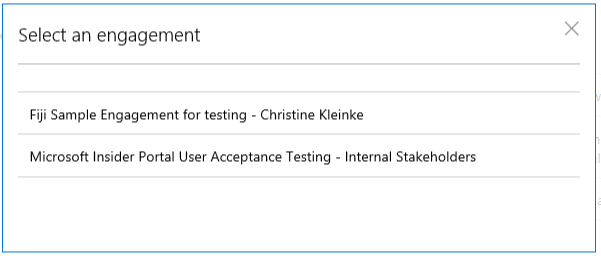 Select an engagement
Fiji Sample Engagement for testing - Christine Kleinke
Microsoft Insider Portal User Acceptance Testing - Internal Stakeholders